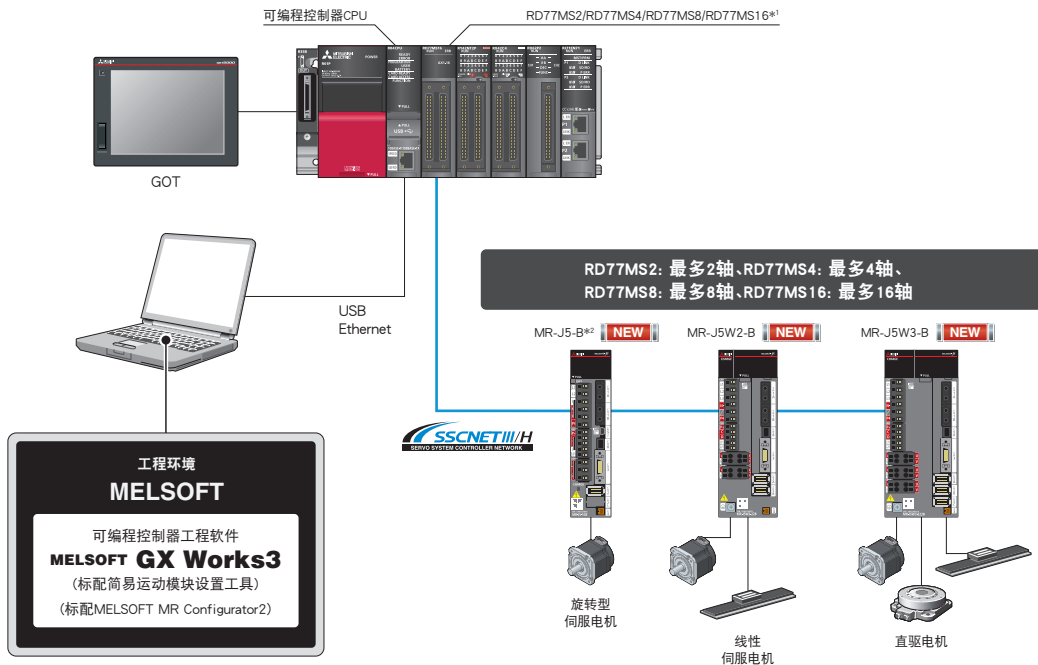 可编程控制器CPU
RD77MS2/RD77MS4/RD77MS8/RD77MS16*1
MITSUBISHI
ELECTRIC
POWER
GOT
USB
Ethernet
RD77MS2: 最多2轴、RD77MS4: 最多4轴、
RD77MS8: 最多8轴、RD77MS16: 最多16轴
MR-J5-B*2 NEW
MR-J5W2-B NEW
MR-J5W3-B NEW
SSCNETIII/H
SERVO SYSTEM CONTROLLER NETWORK
工程环境
MELSOFT
可编程控制器工程软件
MELSOFT GX Works3
(标配简易运动模块设置工具)
(标配MELSOFT MR Configurator2)
旋转型
伺服电机
线性
伺服电机
直驱电机